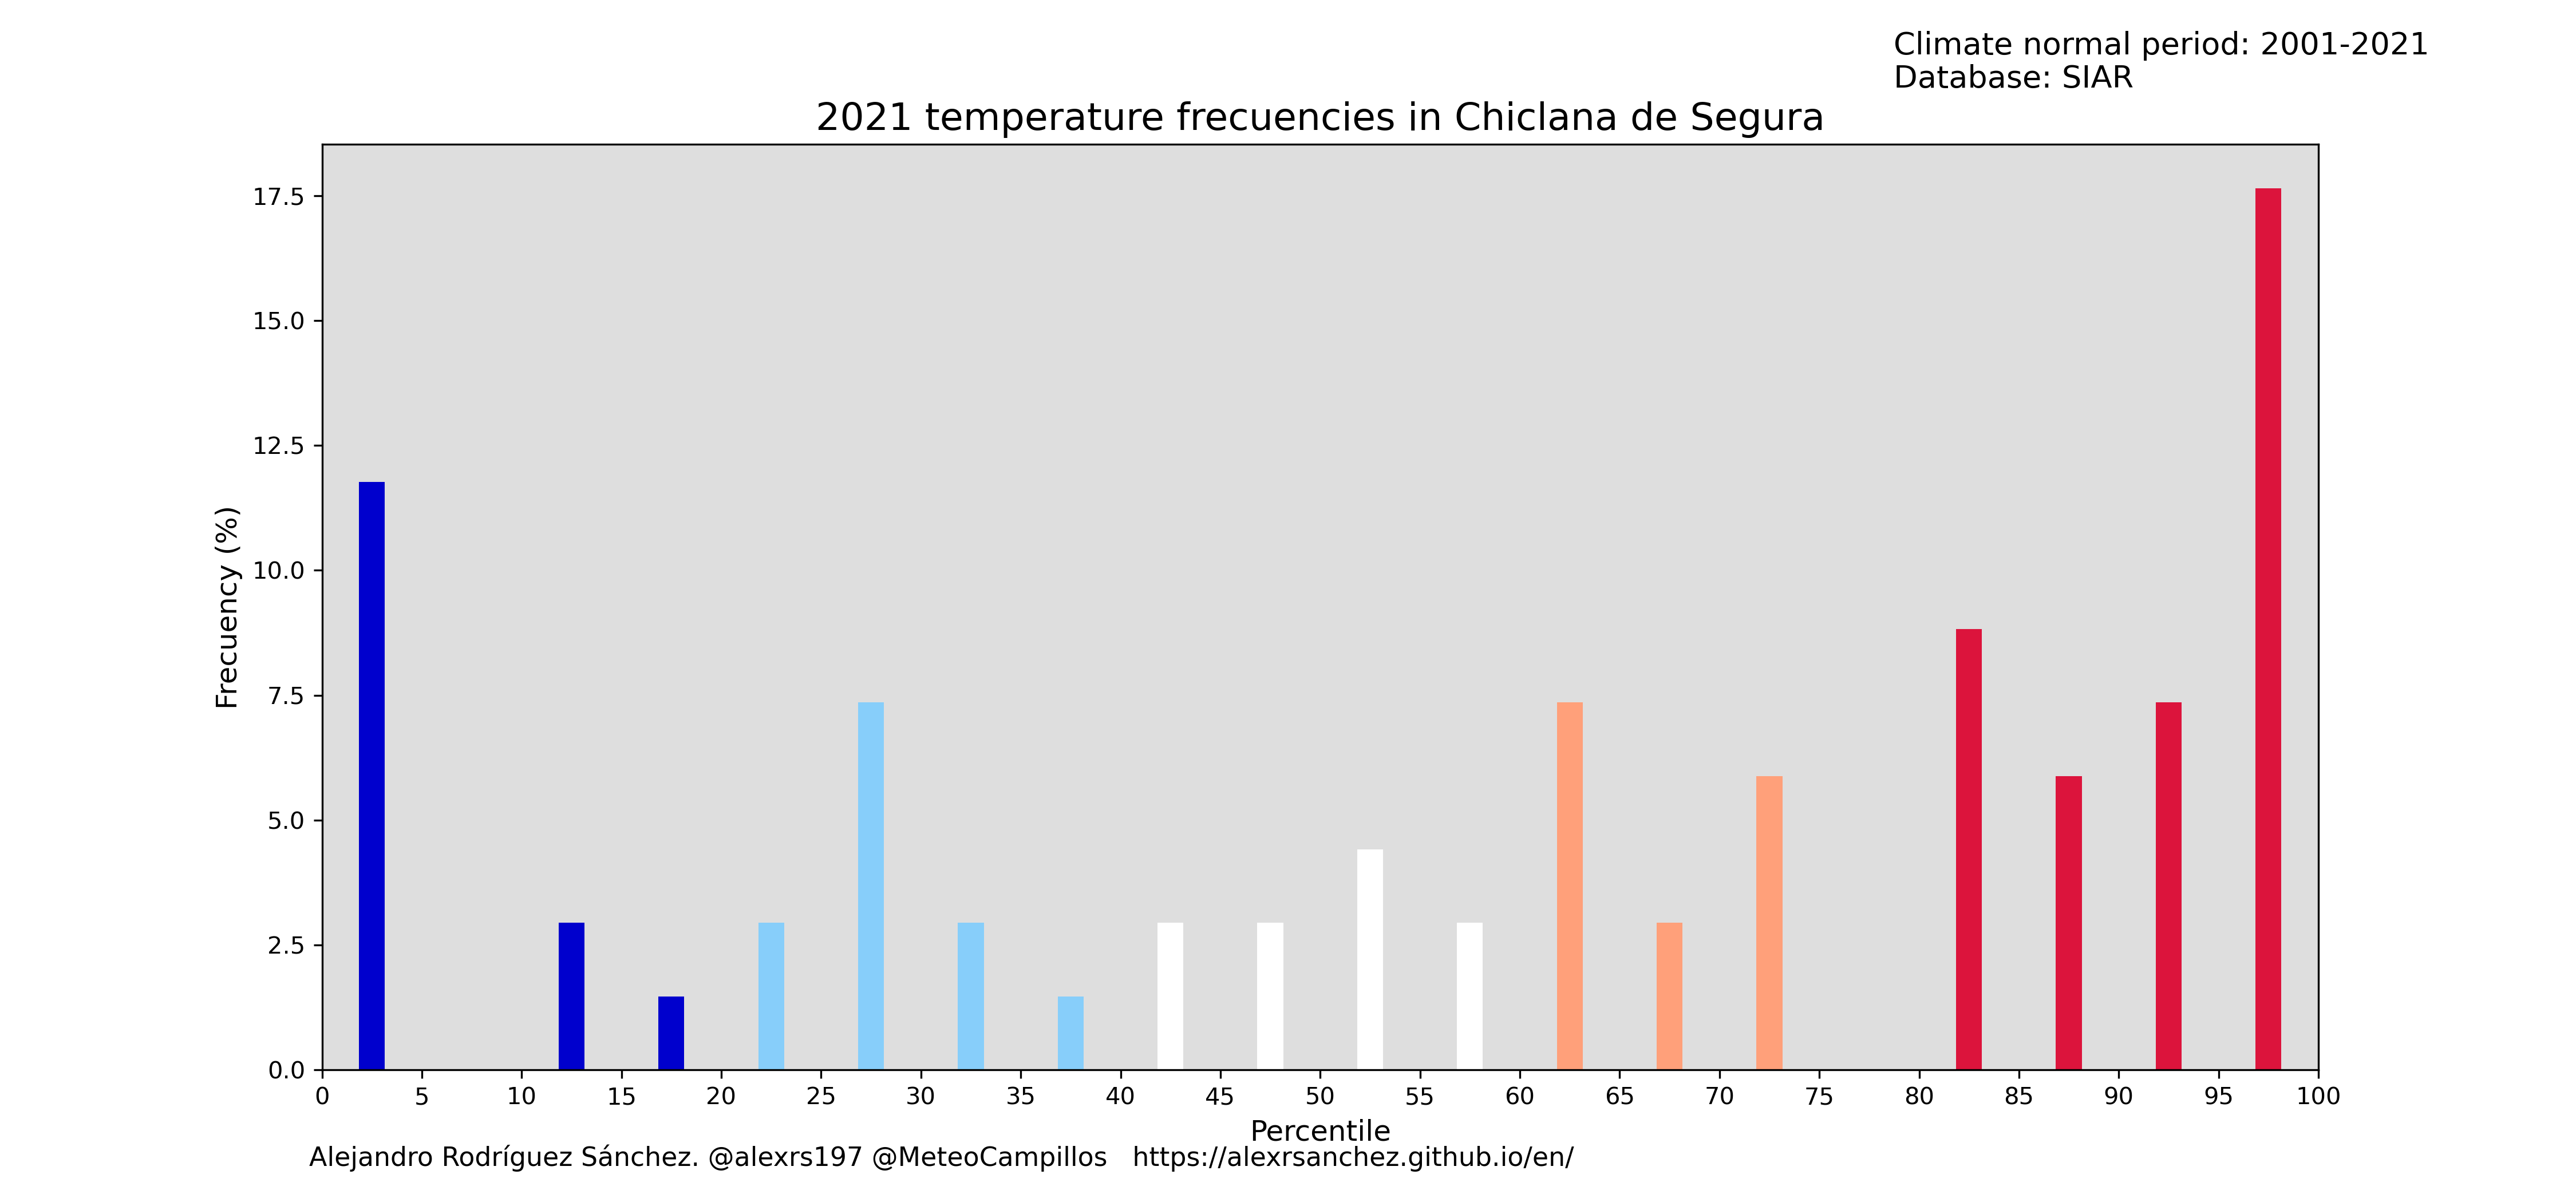 Climate normal period: 2001-2021
Database: SIAR
2021 temperature frecuencies in Chiclana de Segura
17.5
15.0
12.5
10.0
7.5
5.0
2.5
0.0
Frecuency (%)
0 5 10 15 20 25 30 35 40 45 50 55 60 65 70 75 80 85 90 95 100
Percentile
Alejandro Rodríguez Sánchez. @alexrs197 @MeteoCampillos https://alexrsanchez.github.io/en/